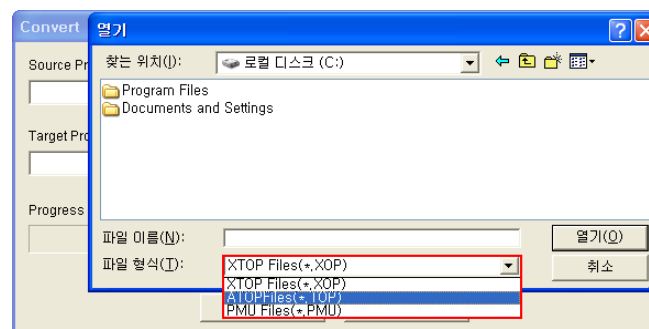 Convert
열기
Source Pr
찾는 위치(I):
로컬 디스크 (C:)
Program Files
Documents and Settings
Target Pro
Progress
파일 이름(N):
열기(O)
파일 형식(T):
XTOP Files(*,XOP)
취소
XTOP Files(*,XOP)
ATOPFiles(*,TOP)
PMU Files(*,PMU)